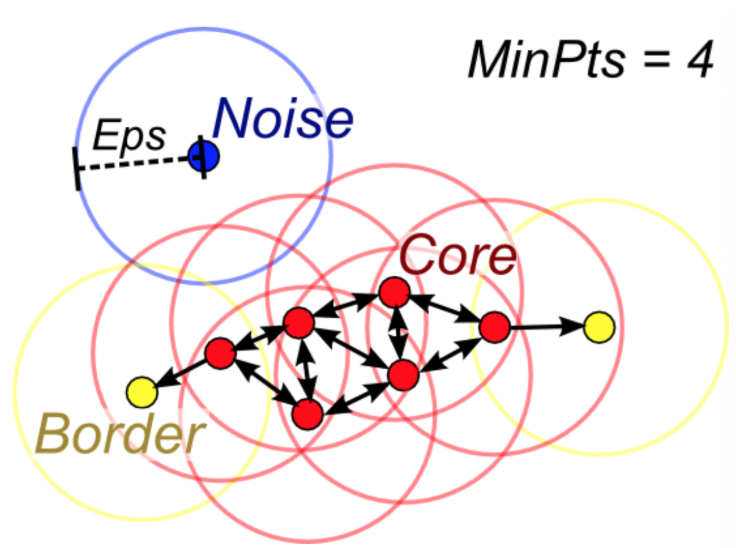 MinPts = 4
Noise
Eps
Core
Border